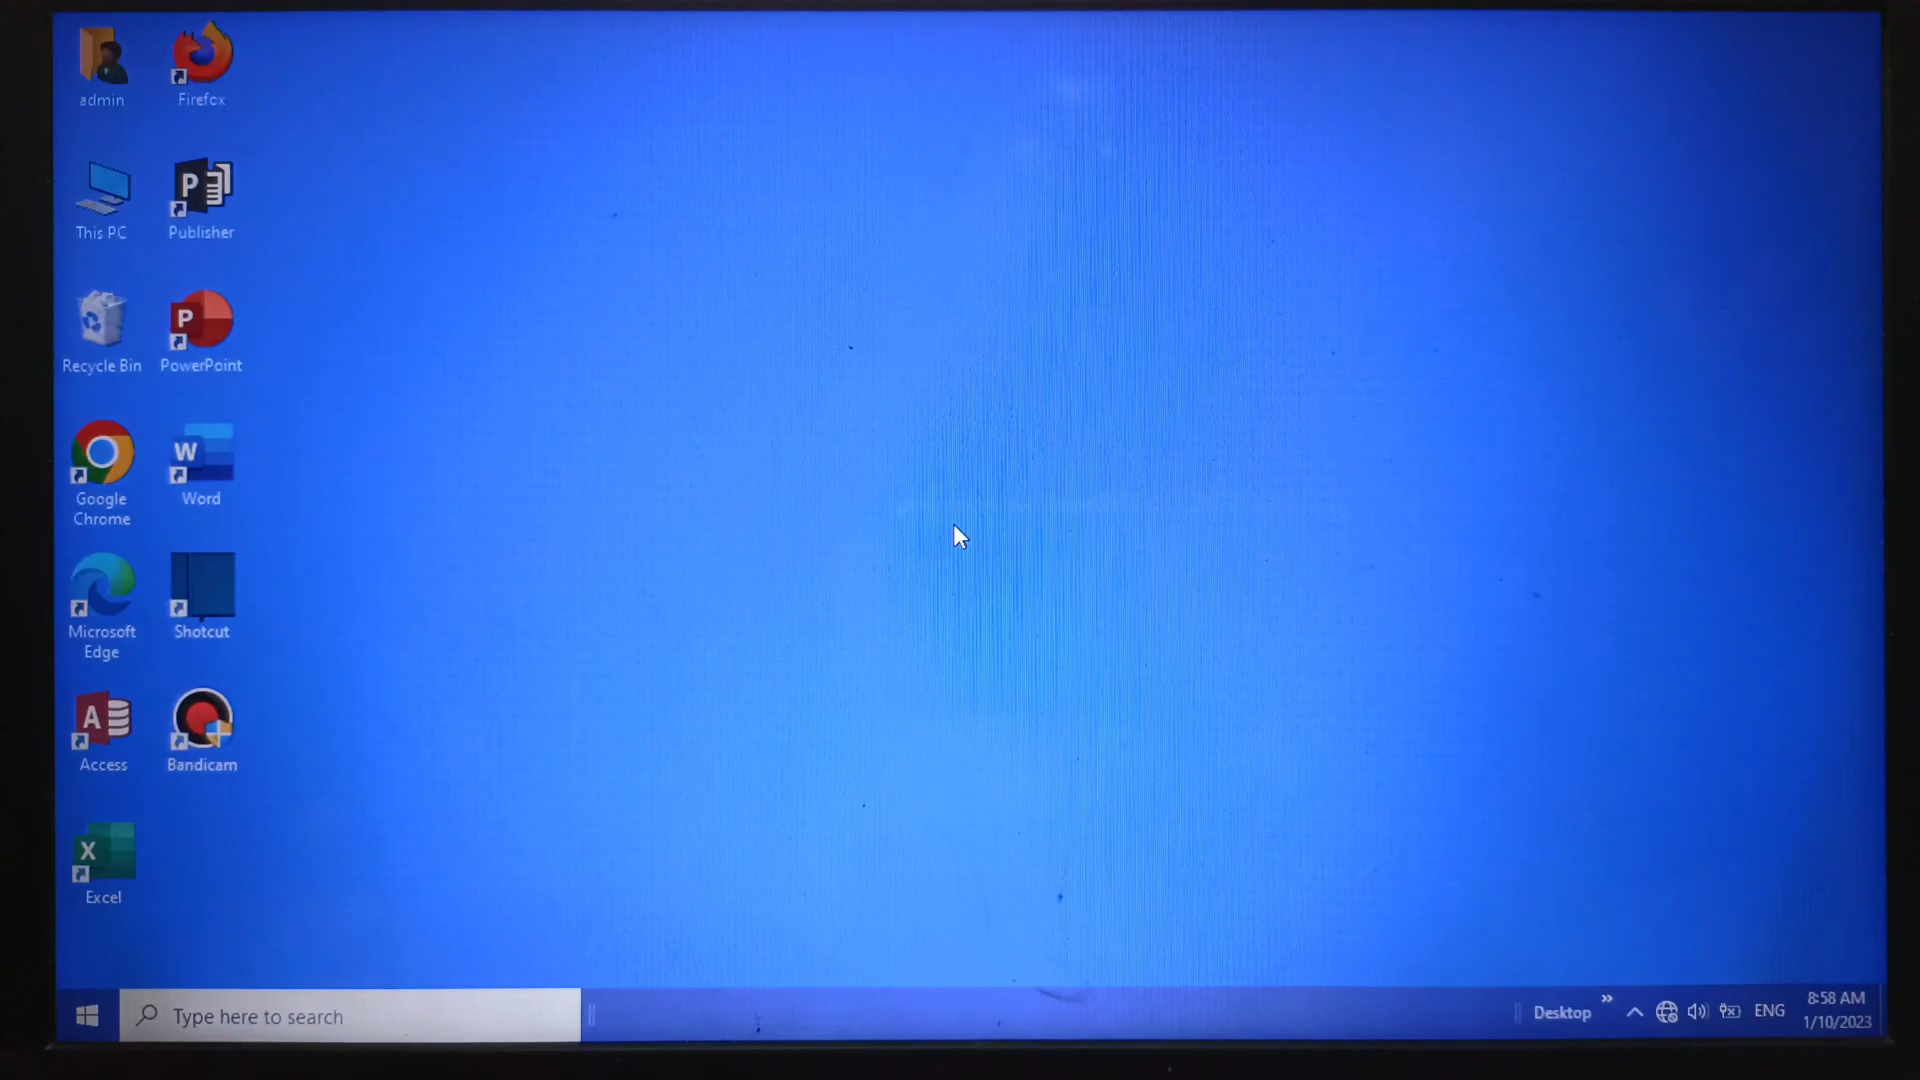 admin
Firefox
This PC
Publisher
Recycle Bin
PowerPoint
Google
Chrome
Word
Microsoft
Edge
Shotcut
Access
Bandicam
Excel
Type here to search
Desktop
ENG
8:58 AM
1/10/2023